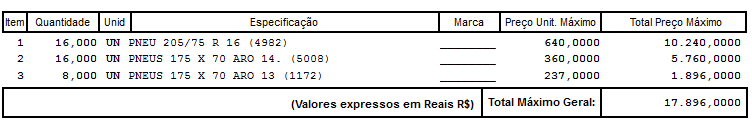 Item Quantidade Unid Especificação Marca Preço Unit. Máximo Total Preço Máximo
1 16,000 UN PNEU 205/75 R 16 (4982) ________ 640,0000 10.240,0000
2 16,000 UN PNEUS 175 X 70 ARO 14. (5008) ________ 360,0000 5.760,0000
3 8,000 UN PNEUS 175 X 70 ARO 13 (1172) ________ 237,0000 1.896,0000
(Valores expressos em Reais R$) Total Máximo Geral: 17.896,0000